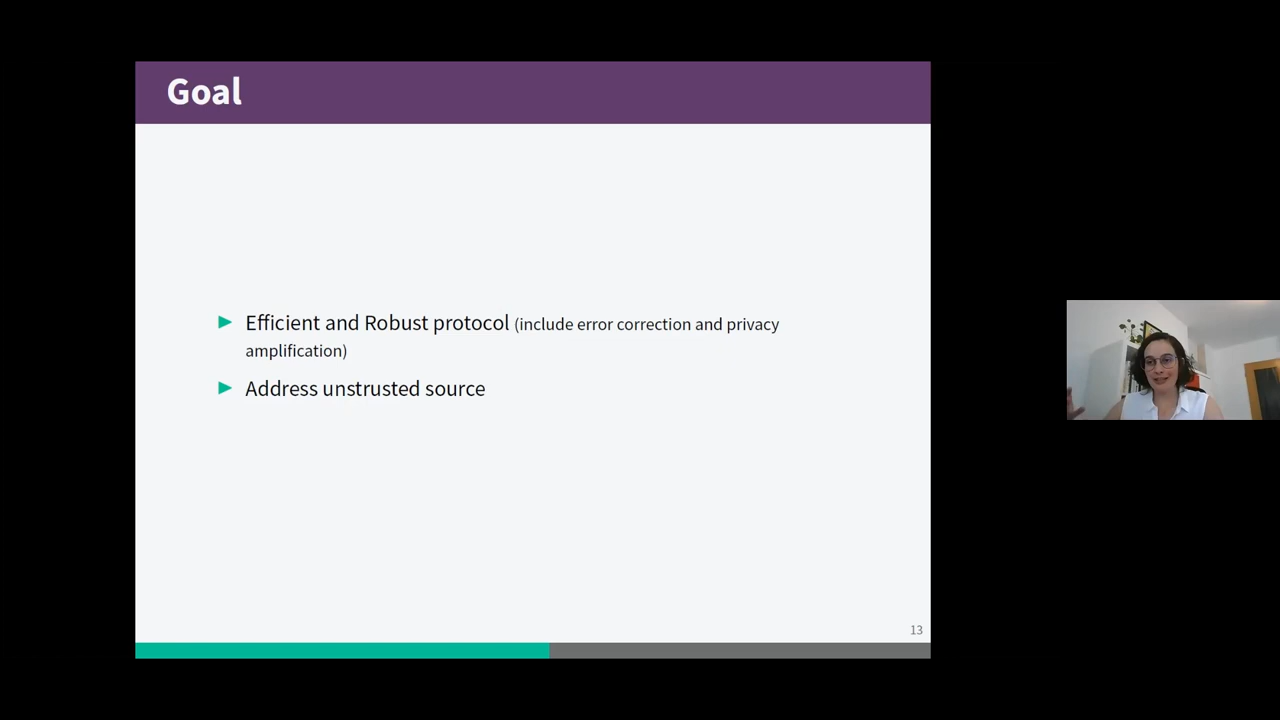 Goal
Efficient and Robust protocol (include error correction and privacy
amplification)
Address unstrusted source
13